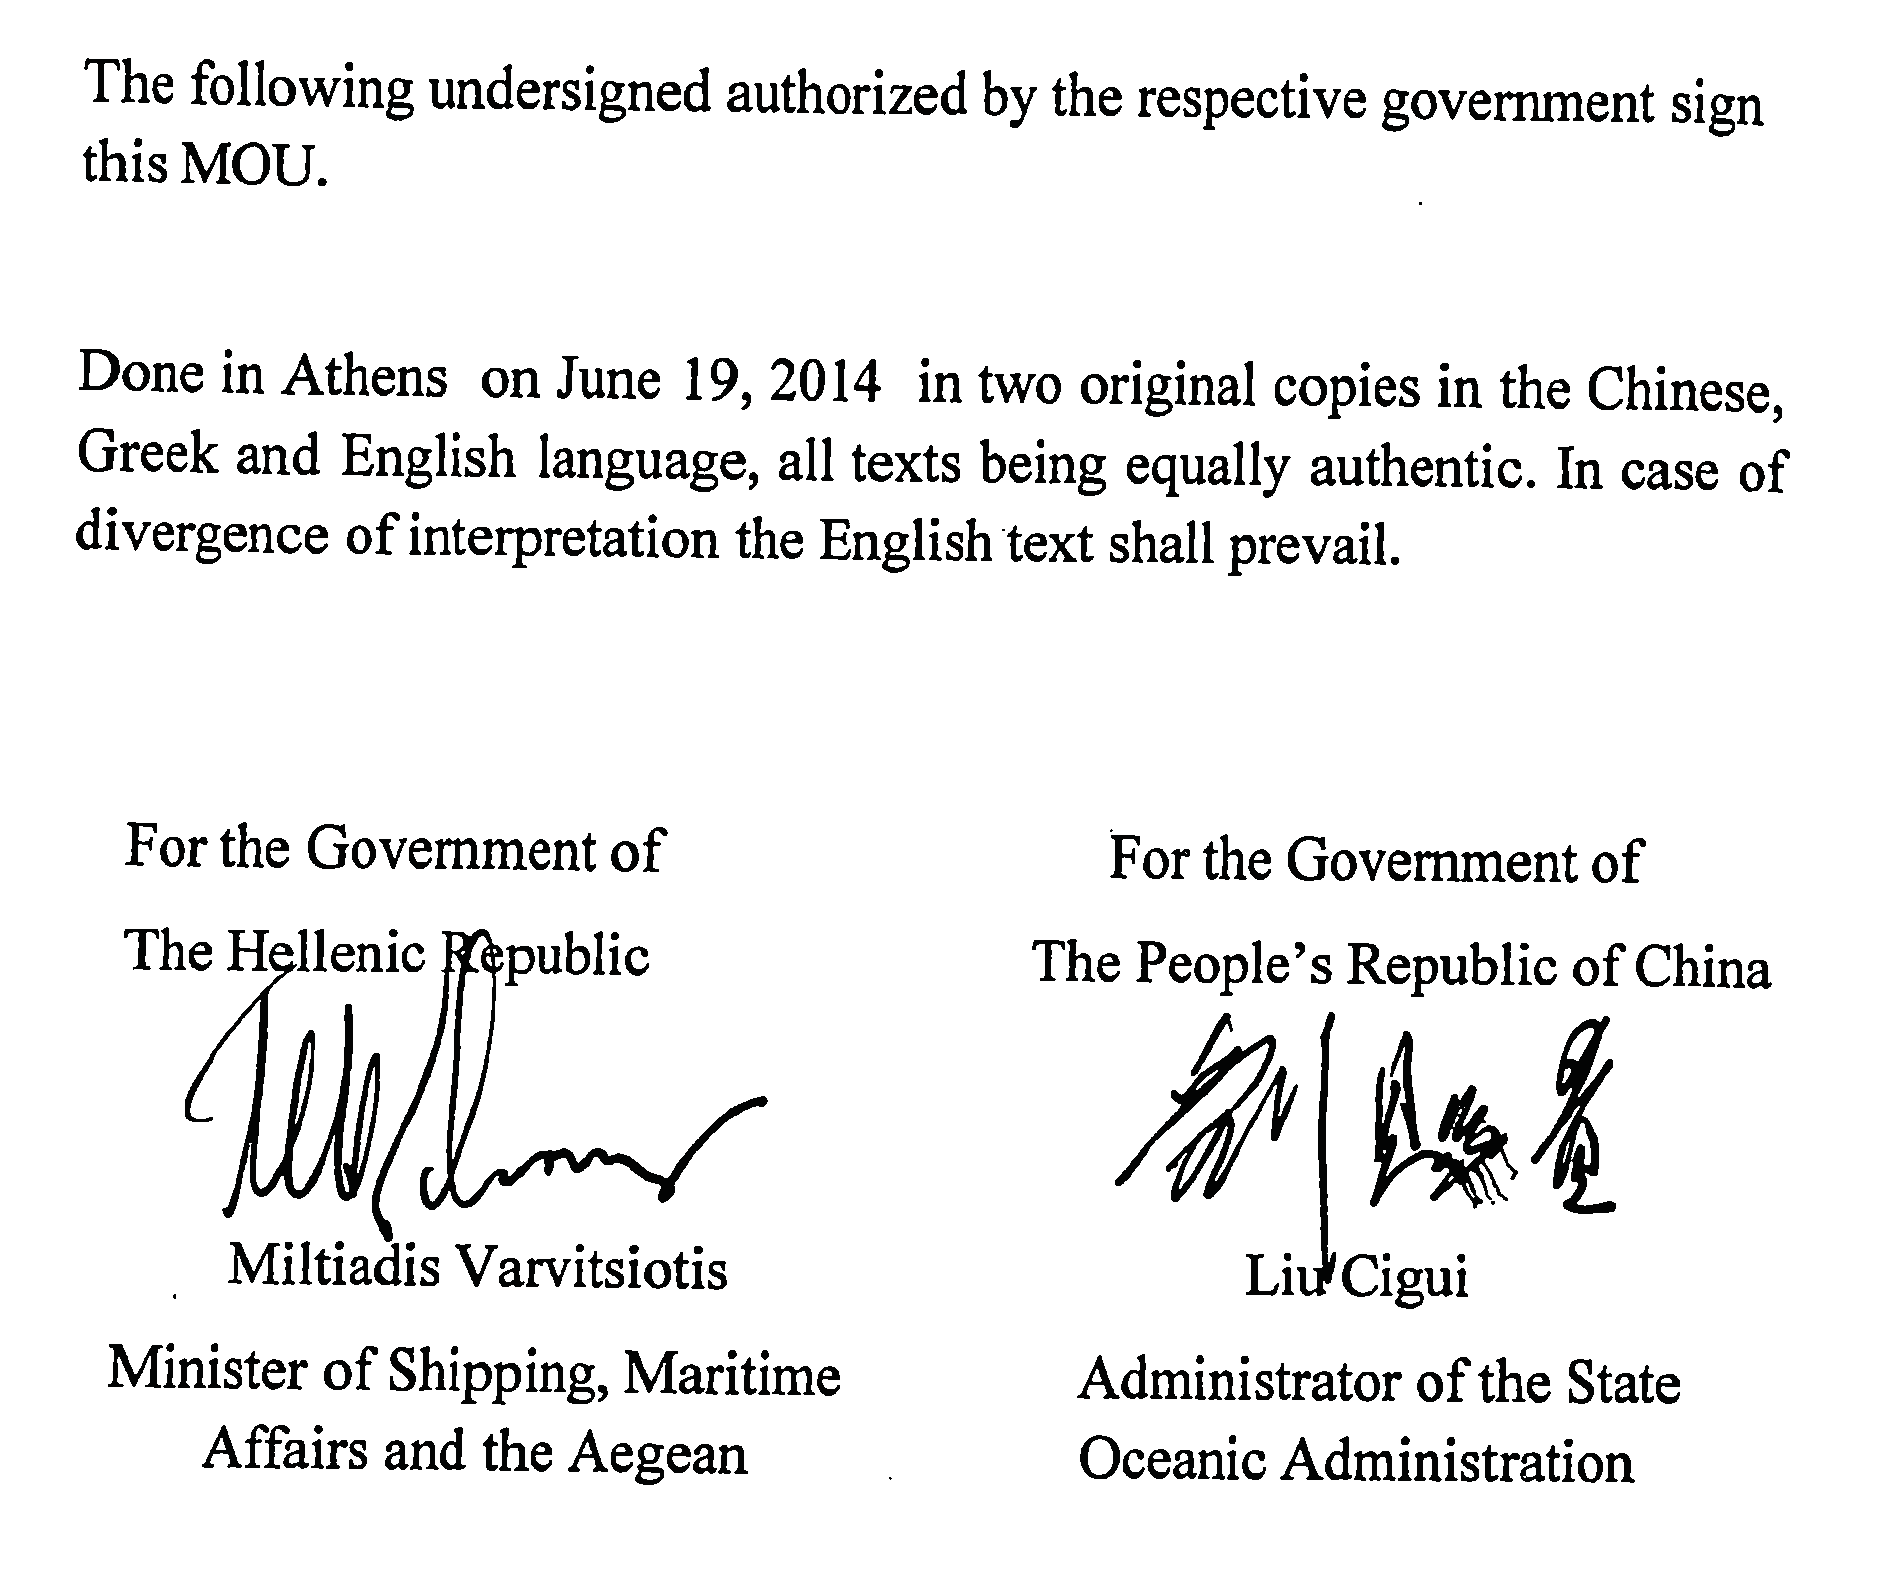 The following undersigned authorized by the respective government sign
this MOU.
Done in Athens on June 19, 2014 in two original copies in the Chinese,
Greek and English language, all texts being equally authentic. In case of
divergence of interpretation the English text shall prevail.
For the Government of
The Hellenic Republic
Miltiadis Varvitsiotis
Minister of Shipping, Maritime
Affairs and the Aegean
For the Government of
The People's Republic of China
刘赐贵
Liu Cigui
Administrator of the State
Oceanic Administration